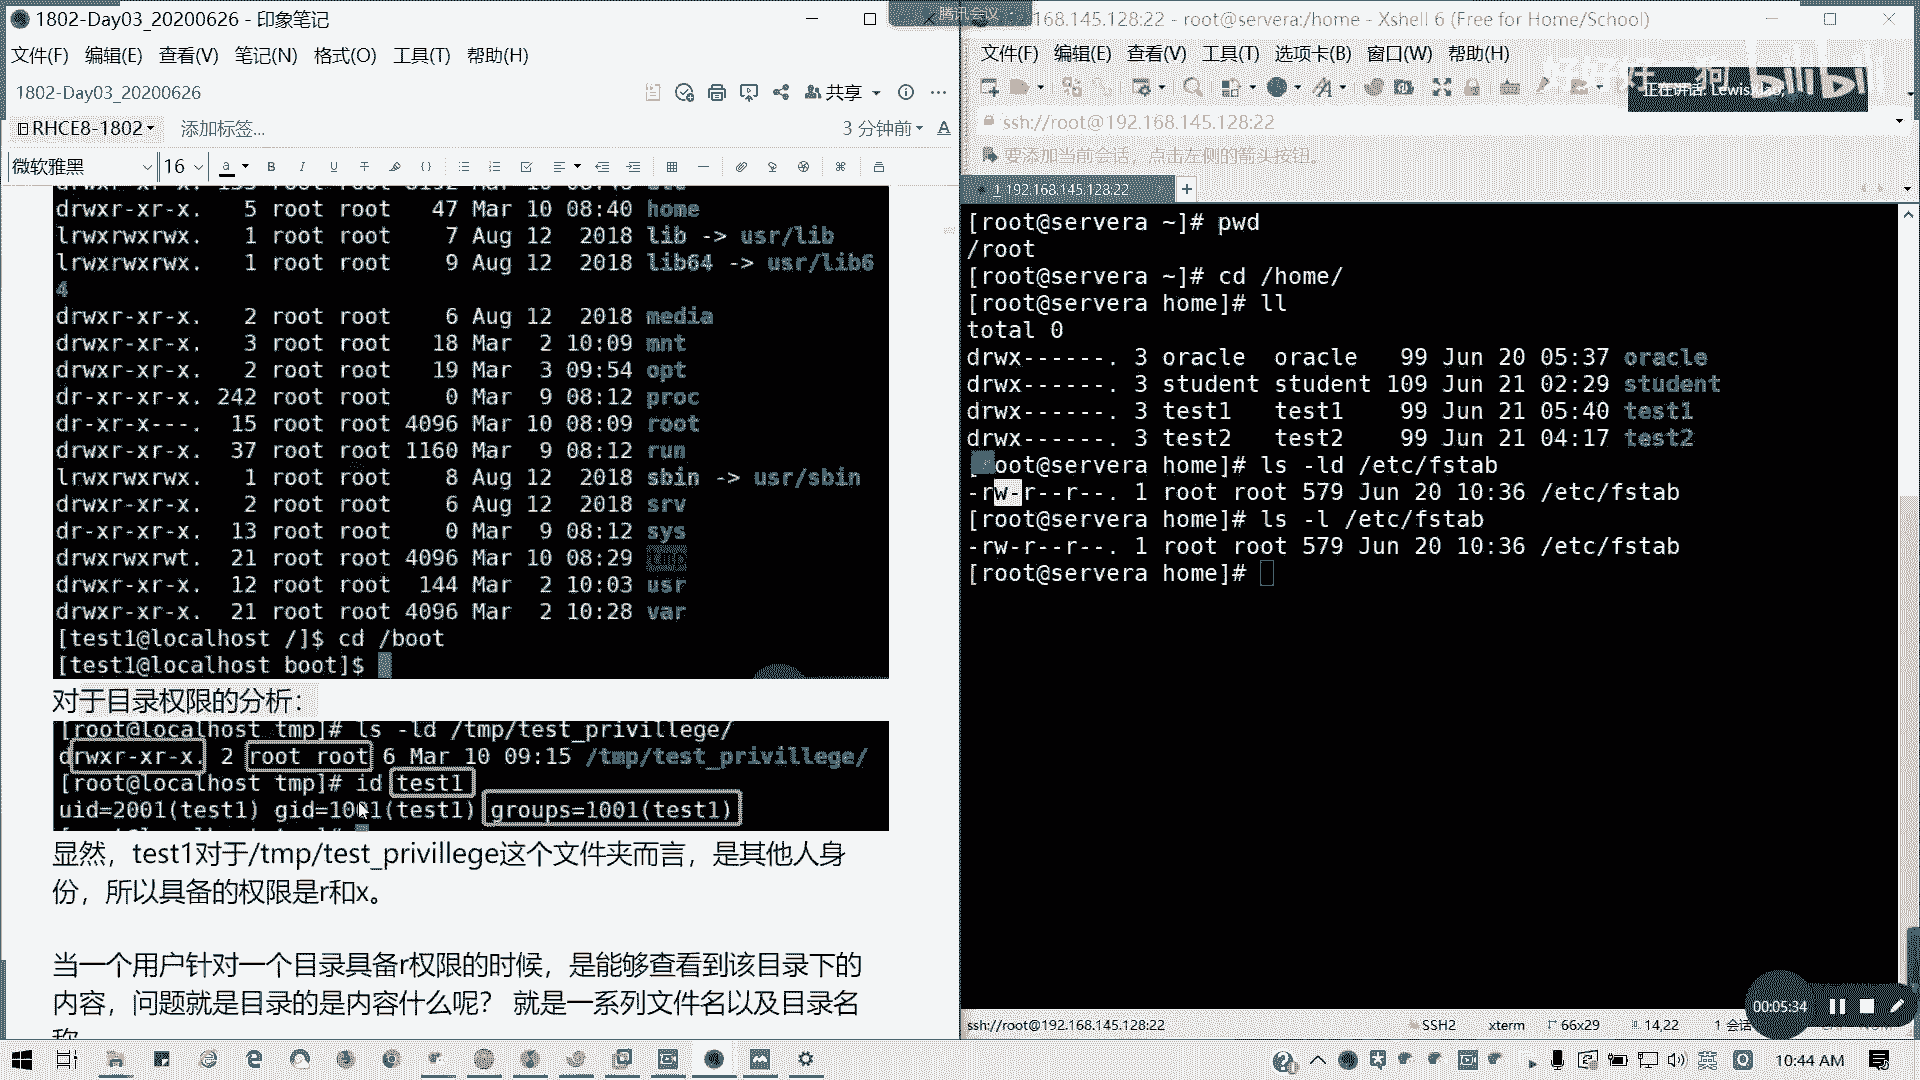 1802-Day03_20200626 - 印象笔记
文件(F) 编辑(E) 查看(V) 笔记(N) 格式(O) 工具(T) 帮助(H)
1802-Day03_20200626
共享
RHCE8-1802
添加标签...
3 分钟前
微软雅黑
16
drwxr-xr-x. 5 root root 47 Mar 10 08:40 home
lrwxrwxrwx. 1 root root 7 Aug 12 2018 lib -> usr/lib
lrwxrwxrwx. 1 root root 9 Aug 12 2018 lib64 -> usr/lib6
4
drwxr-xr-x. 2 root root 6 Aug 12 2018 media
drwxr-xr-x. 3 root root 18 Mar 2 10:09 mnt
drwxr-xr-x. 2 root root 19 Mar 3 09:54 opt
dr-xr-xr-x. 242 root root 0 Mar 9 08:12 proc
dr-xr-x---. 15 root root 4096 Mar 10 08:09 root
drwxr-xr-x. 37 root root 1160 Mar 9 08:12 run
lrwxrwxrwx. 1 root root 8 Aug 12 2018 sbin -> usr/sbin
drwxr-xr-x. 2 root root 6 Aug 12 2018 srv
dr-xr-xr-x. 13 root root 0 Mar 9 08:12 sys
drwxrwxrwt. 21 root root 4096 Mar 10 08:29 tmp
drwxr-xr-x. 12 root root 144 Mar 2 10:03 usr
drwxr-xr-x. 21 root root 4096 Mar 2 10:28 var
[test1@localhost /]$ cd /boot
[test1@localhost boot]$
对于目录权限的分析：
[root@localhost tmp]# ls -ld /tmp/test_privillege/
drwxr-xr-x. 2 root root 6 Mar 10 09:15 /tmp/test_privillege/
[root@localhost tmp]# id test1
uid=2001(test1) gid=1001(test1) groups=1001(test1)
显然，test1对于/tmp/test_privillege这个文件夹而言，是其他人身
份，所以具备的权限是r和x。
当一个用户针对一个目录具备r权限的时候，是能够查看到该目录下的
内容，问题就是目录的是内容什么呢？ 就是一系列文件名以及目录名
腾讯会议
168.145.128:22 - root@servera:/home - Xshell 6 (Free for Home/School)
文件(F) 编辑(E) 查看(V) 工具(T) 选项卡(B) 窗口(W) 帮助(H)
bilibili
正在讲话: LewisXiao;
ssh://root@192.168.145.128:22
要添加当前会话，点击左侧的箭头按钮。
1 192.168.145.128:22
[root@servera ~]# pwd
/root
[root@servera ~]# cd /home/
[root@servera home]# ll
total 0
drwx------. 3 oracle oracle 99 Jun 20 05:37 oracle
drwx------. 3 student student 109 Jun 21 02:29 student
drwx------. 3 test1 test1 99 Jun 21 05:40 test1
drwx------. 3 test2 test2 99 Jun 21 04:17 test2
[root@servera home]# ls -ld /etc/fstab
-rw-r--r--. 1 root root 579 Jun 20 10:36 /etc/fstab
[root@servera home]# ls -l /etc/fstab
-rw-r--r--. 1 root root 579 Jun 20 10:36 /etc/fstab
[root@servera home]#
00:05:34
ssh://root@192.168.145.128:22
SSH2 xterm 66x29 14,22 1 会话
英
10:44 AM